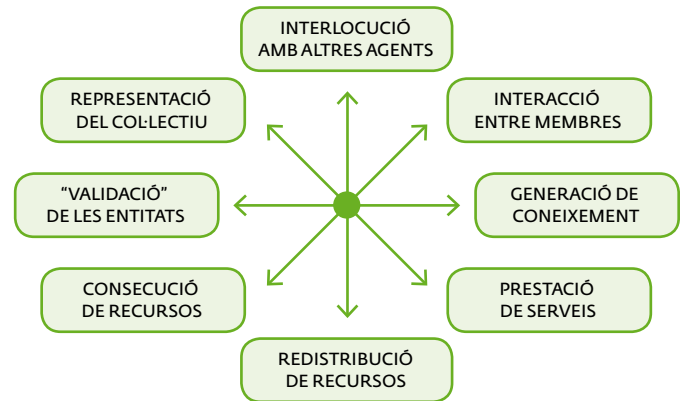 INTERLOCUCIÓ
AMB ALTRES AGENTS
REPRESENTACIÓ
DEL COL·LECTIU
INTERACCIÓ
ENTRE MEMBRES
“VALIDACIÓ”
DE LES ENTITATS
GENERACIÓ DE
CONEIXEMENT
CONSECUCIÓ
DE RECURSOS
PRESTACIÓ
DE SERVEIS
REDISTRIBUCIÓ
DE RECURSOS